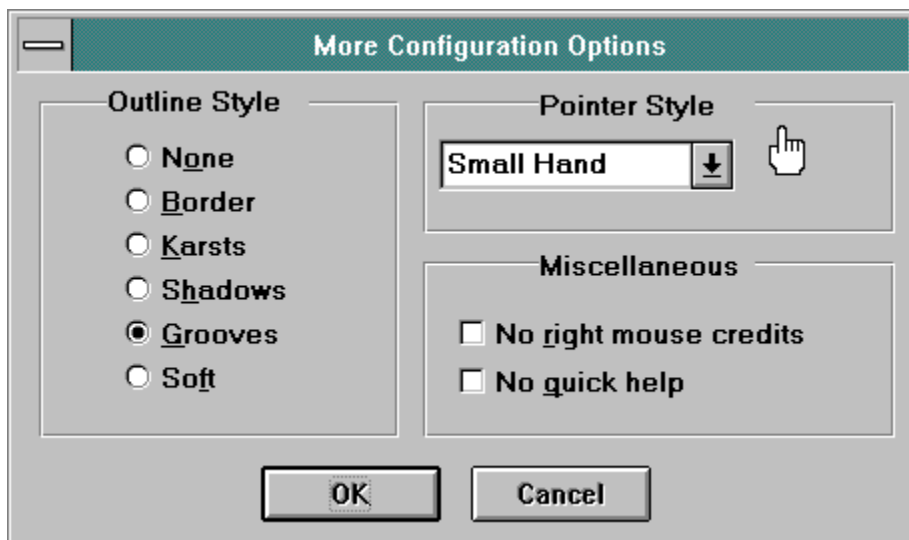 More Configuration Options
Outline Style
None
Border
Karsts
Shadows
Grooves
Soft
Pointer Style
Small Hand
Miscellaneous
No right mouse credits
No quick help
OK
Cancel